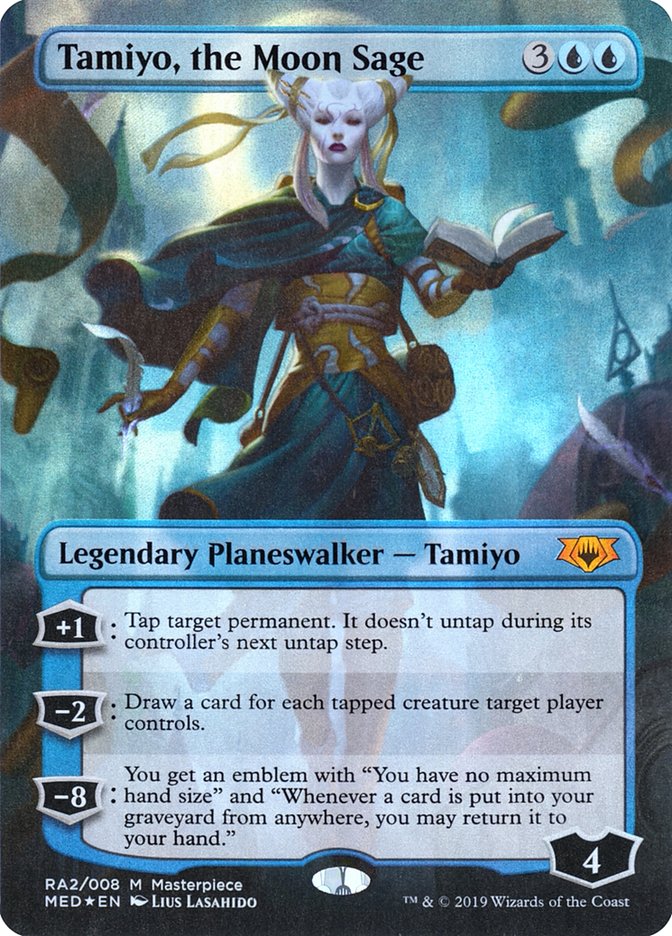 Tamiyo, the Moon Sage 3
Legendary Planeswalker — Tamiyo
+1 : Tap target permanent. It doesn't untap during its
controller's next untap step.
−2 : Draw a card for each tapped creature target player
controls.
−8 : You get an emblem with “You have no maximum
hand size” and “Whenever a card is put into your
graveyard from anywhere, you may return it to
your hand.”
4
RA2/008 M Masterpiece
MED★EN Lius Lasahido
™ & © 2019 Wizards of the Coast